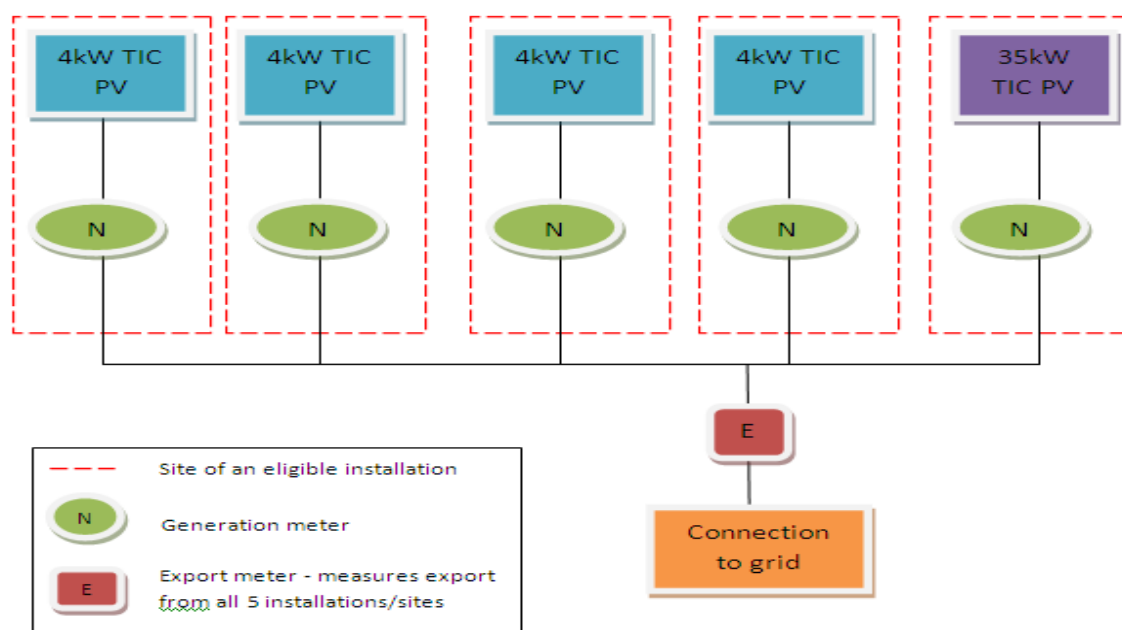 4kW TIC
PV
4kW TIC
PV
4kW TIC
PV
4kW TIC
PV
35kW
TIC PV
N
N
N
N
N
E
Connection
to grid
Site of an eligible installation
N
Generation meter
E
Export meter - measures export
from all 5 installations/sites